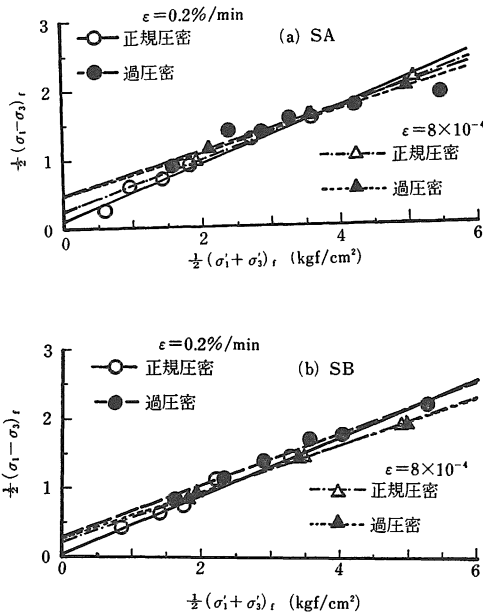 ε=0.2%/min
(a) SA
正規圧密
過圧密
3
2
1
0
½(σ₁-σ₃)f
ε=8×10⁻⁴
正規圧密
過圧密
0
2
4
6
½(σ′₁+σ′₃)f (kgf/cm²)
ε=0.2%/min
(b) SB
正規圧密
過圧密
3
2
1
0
½(σ₁-σ₃)f
ε=8×10⁻⁴
正規圧密
過圧密
0
2
4
6
½(σ′₁+σ′₃)f (kgf/cm²)